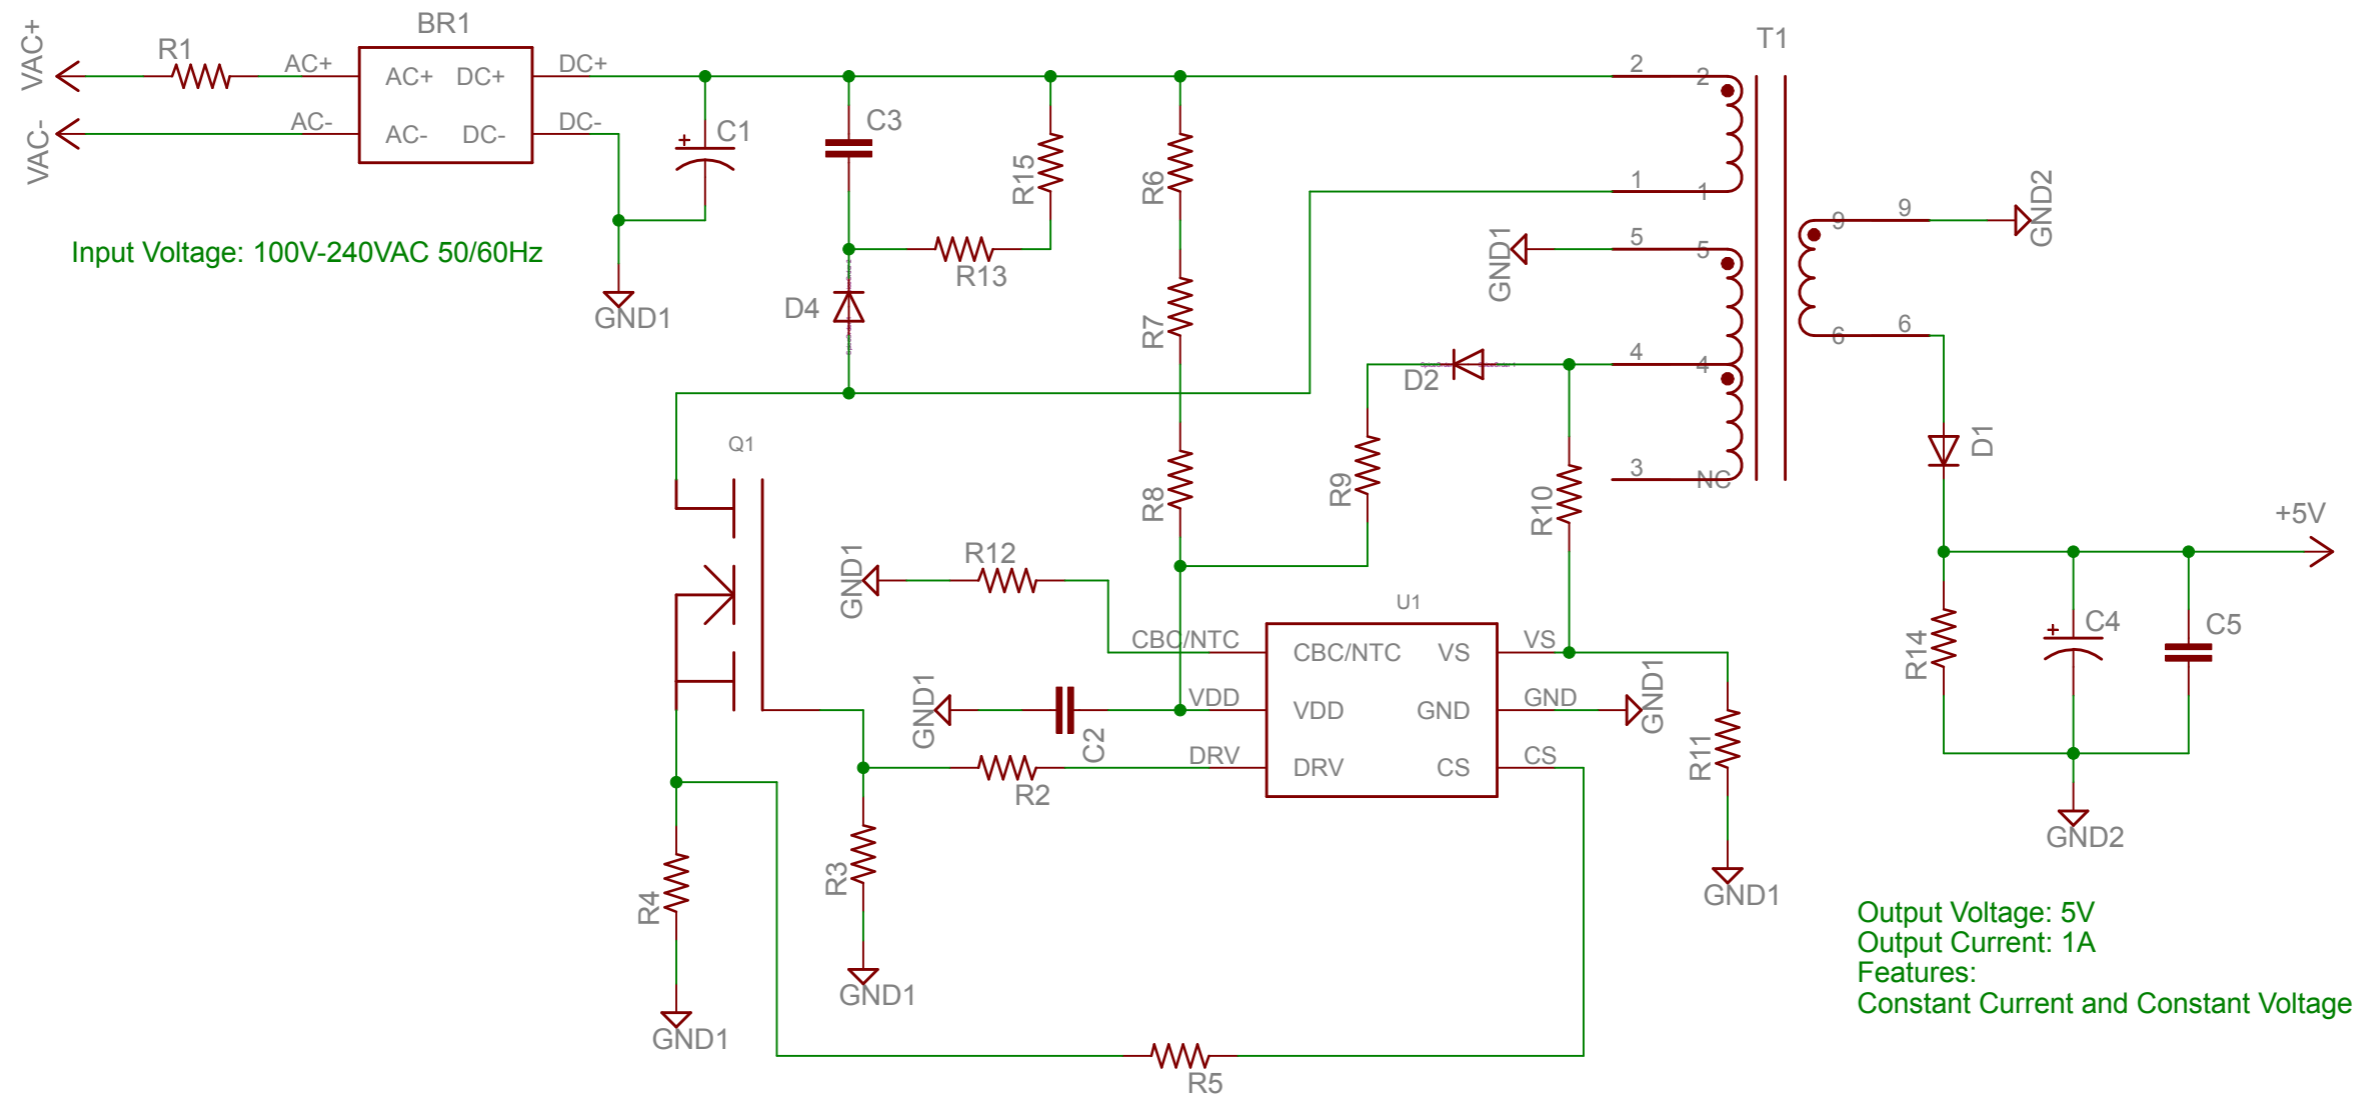 VAC+
R1
AC+
BR1
AC+ DC+
DC+
VAC-
AC-
AC- DC-
DC-
C1
+
C3
R15
R6
T1
2
2
1
1
Input Voltage: 100V-240VAC 50/60Hz
GND1
D4
R13
R7
GND1
5
5
9
9
GND2
D2
4
4
6
6
Q1
R8
R9
R10
3
NC
D1
+5V
GND1
R12
U1
CBC/NTC
CBC/NTC VS
VS
GND1
C2
VDD
VDD GND
GND
GND1
R2
DRV
DRV CS
CS
R11
GND1
R14
+
C4
C5
GND2
R4
GND1
R3
GND1
R5
Output Voltage: 5V
Output Current: 1A
Features:
Constant Current and Constant Voltage